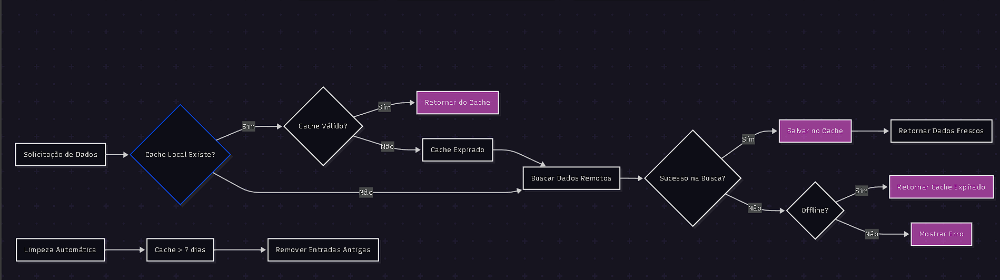 Solicitação de Dados
Cache Local Existe?
Sim
Cache Válido?
Sim
Retornar do Cache
Não
Cache Expirado
Não
Buscar Dados Remotos
Sucesso na Busca?
Sim
Salvar no Cache
Retornar Dados Frescos
Não
Offline?
Sim
Retornar Cache Expirado
Não
Mostrar Erro
Limpeza Automática
Cache > 7 dias
Remover Entradas Antigas